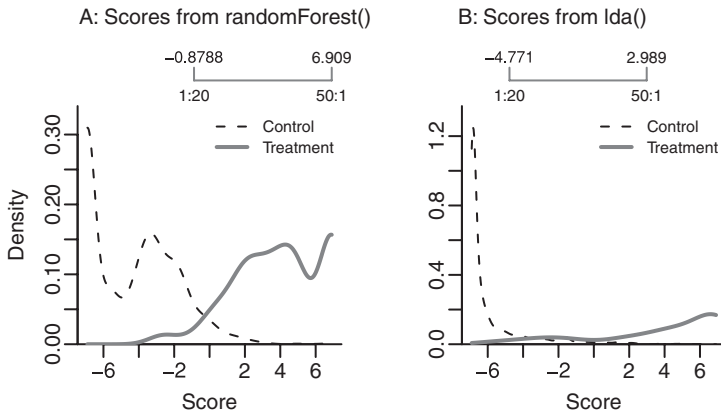 A: Scores from randomForest()
−0.8788 6.909
1:20 50:1
Control
Treatment
Density
0.00 0.10 0.20 0.30
−6 −2 2 4 6
Score
B: Scores from lda()
−4.771 2.989
1:20 50:1
Control
Treatment
0.0 0.4 0.8 1.2
−6 −2 2 4 6
Score